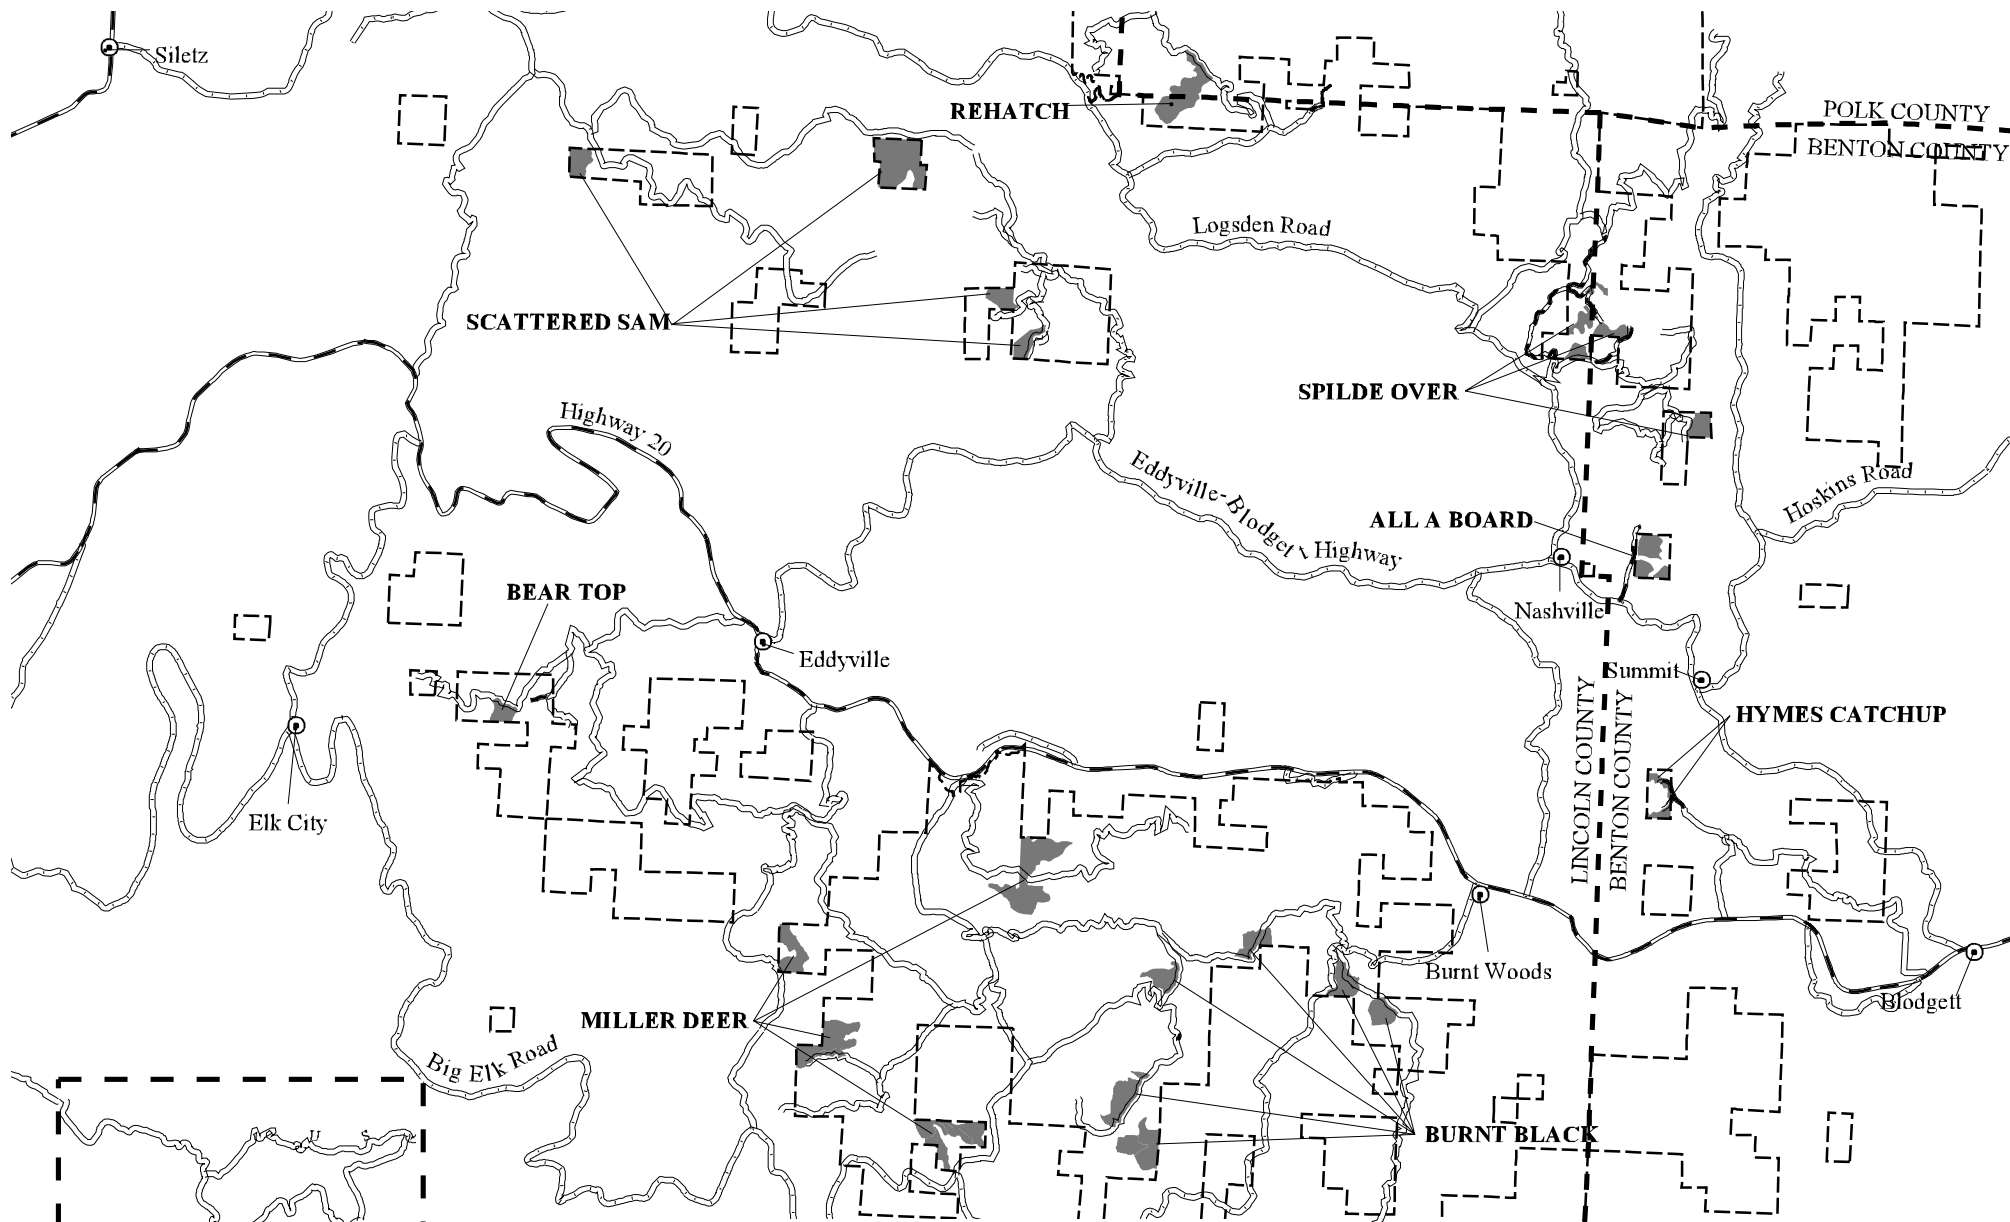 Siletz
REHATCH
POLK COUNTY
BENTON COUNTY
Logsden Road
SCATTERED SAM
SPILDE OVER
Highway 20
Eddyville-Blodgett Highway
Hoskins Road
ALL A BOARD
BEAR TOP
Nashville
Eddyville
Summit
LINCOLN COUNTY
BENTON COUNTY
HYMES CATCHUP
Elk City
Burnt Woods
Blodgett
MILLER DEER
Big Elk Road
BURNT BLACK
U S